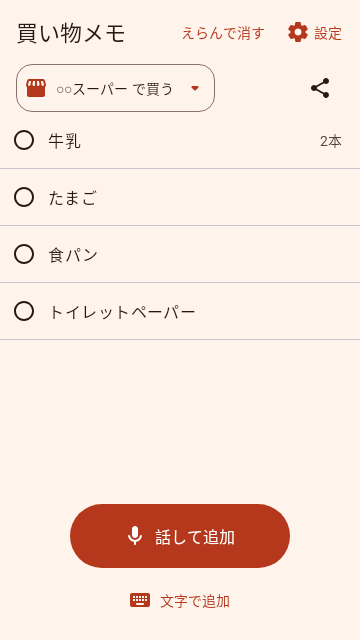 買い物メモ えらんで消す 設定
○○スーパー で買う
牛乳 2本
たまご
食パン
トイレットペーパー
話して追加
文字で追加